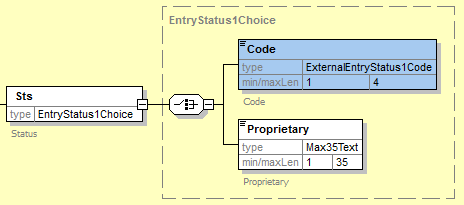 EntryStatus1Choice
Code
type ExternalEntryStatus1Code
min/maxLen 1 4
Code
Sts
type EntryStatus1Choice
Status
Proprietary
type Max35Text
min/maxLen 1 35
Proprietary